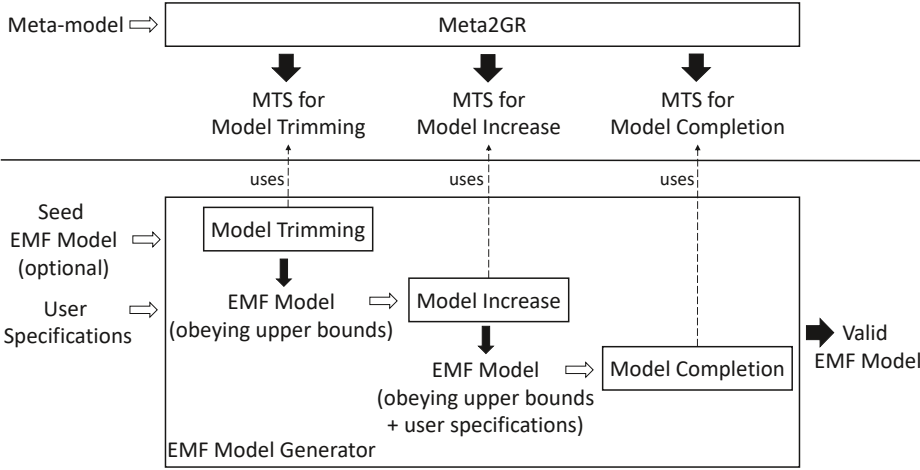 Meta-model
Meta2GR
MTS for
Model Trimming
MTS for
Model Increase
MTS for
Model Completion
uses
uses
uses
Seed
EMF Model
(optional)
User
Specifications
Model Trimming
EMF Model
(obeying upper bounds)
Model Increase
EMF Model
(obeying upper bounds
+ user specifications)
Model Completion
EMF Model Generator
Valid
EMF Model